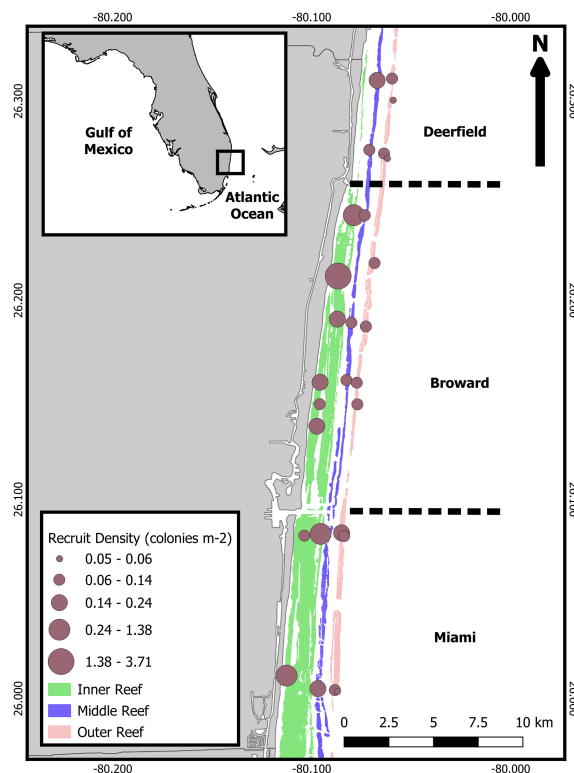 -80.200 -80.100 -80.000
N
26.300
Gulf of
Mexico
Deerfield
Atlantic
Ocean
26.200
Broward
26.100
Recruit Density (colonies m-2)
0.05 - 0.06
0.06 - 0.14
0.14 - 0.24
0.24 - 1.38
1.38 - 3.71
Inner Reef
Middle Reef
Outer Reef
Miami
26.000
0 2.5 5 7.5 10 km
-80.200 -80.100 -80.000